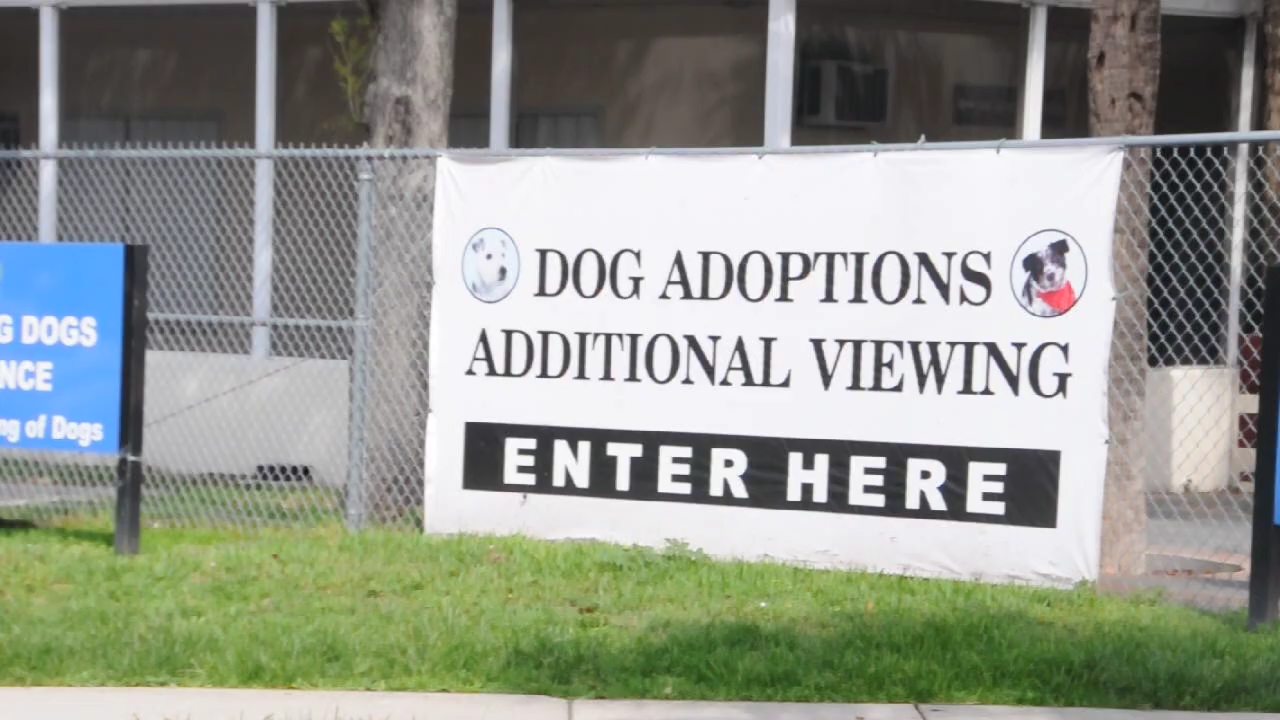 G DOGS
NCE
ng of Dogs
DOG ADOPTIONS
ADDITIONAL VIEWING
ENTER HERE